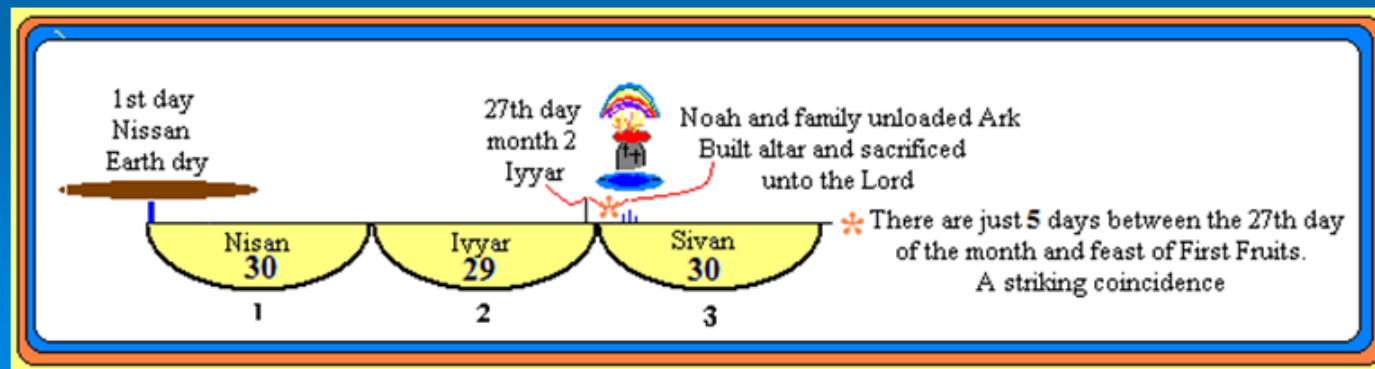 1st day
Nissan
Earth dry
27th day
month 2
Iyyar
Noah and family unloaded Ark
Built altar and sacrificed
unto the Lord
* There are just 5 days between the 27th day
of the month and feast of First Fruits.
A striking coincidence
Nisan
30
Iyyar
29
Sivan
30
1
2
3